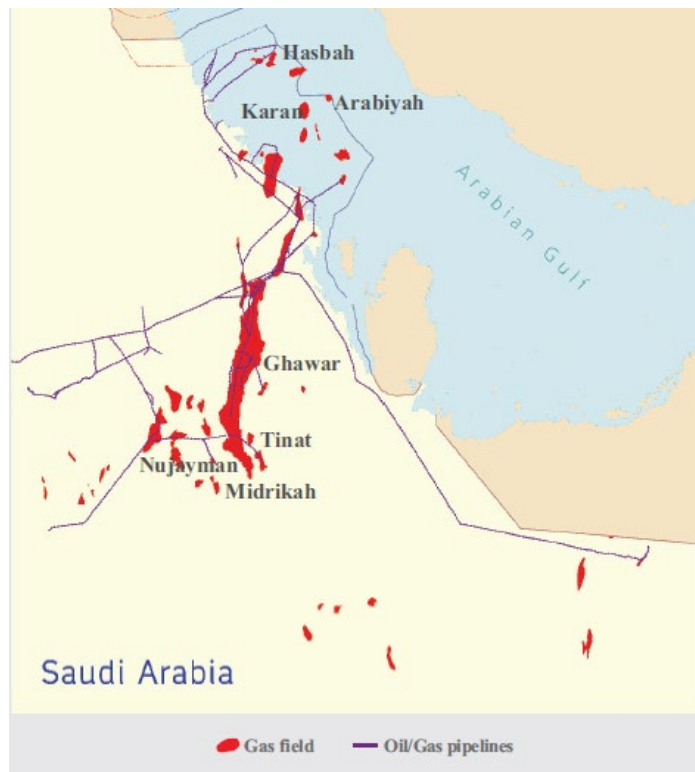 Hasbah
Karan
Arabiyah
Arabian Gulf
Ghawar
Tinat
Nujayman
Midrikah
Saudi Arabia
Gas field
Oil/Gas pipelines